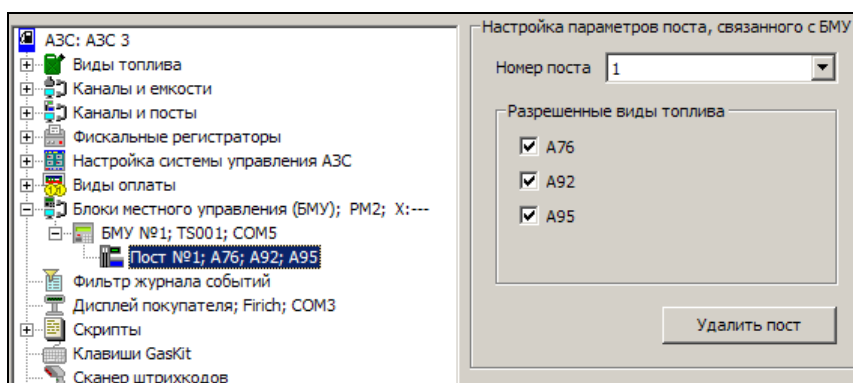 АЗС: АЗС 3
Виды топлива
Каналы и емкости
Каналы и посты
Фискальные регистраторы
Настройка системы управления АЗС
Виды оплаты
Блоки местного управления (БМУ); PM2; X:---
БМУ №1; TS001; COM5
Пост №1; А76; А92; А95
Фильтр журнала событий
Дисплей покупателя; Firich; COM3
Скрипты
Клавиши GasKit
Сканер штрихкодов
Настройка параметров поста, связанного с БМУ
Номер поста 1
Разрешенные виды топлива
А76
А92
А95
Удалить пост